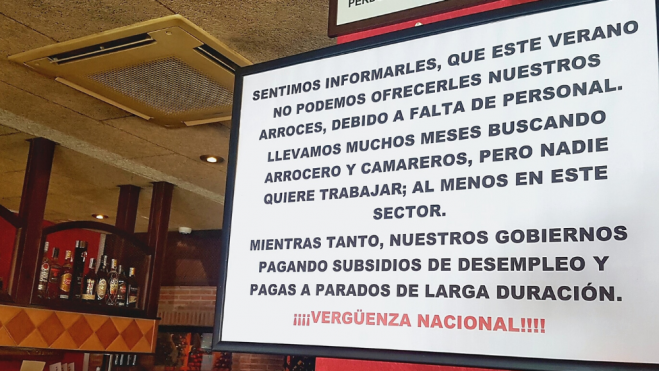 SENTIMOS INFORMARLES, QUE ESTE VERANO
NO PODEMOS OFRECERLES NUESTROS
ARROCES, DEBIDO A FALTA DE PERSONAL.
LLEVAMOS MUCHOS MESES BUSCANDO
ARROCERO Y CAMAREROS, PERO NADIE
QUIERE TRABAJAR; AL MENOS EN ESTE
SECTOR.
MIENTRAS TANTO, NUESTROS GOBIERNOS
PAGANDO SUBSIDIOS DE DESEMPLEO Y
PAGAS A PARADOS DE LARGA DURACIÓN.
¡¡¡¡VERGÜENZA NACIONAL!!!!